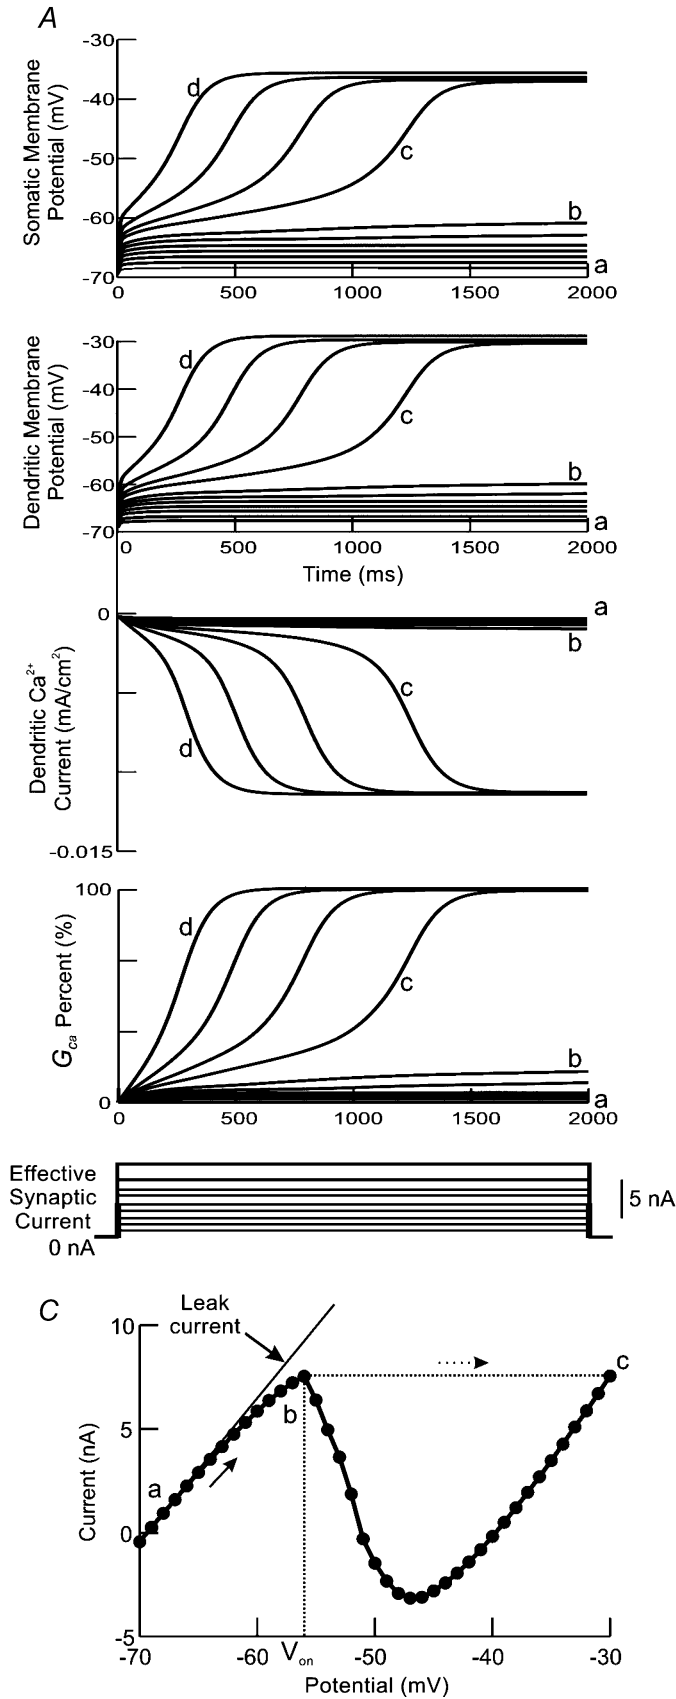 A
Somatic Membrane
Potential (mV)
-30
-40
-50
-60
-70
d
c
b
a
0 500 1000 1500 2000
Dendritic Membrane
Potential (mV)
-30
-40
-50
-60
-70
d
c
b
a
0 500 1000 1500 2000
Time (ms)
Dendritic Ca²⁺
Current (mA/cm²)
0
-0.015
a
b
c
d
G_ca Percent (%)
100
0
d
c
b
a
0 500 1000 1500 2000
Effective
Synaptic
Current
0 nA
5 nA
C
Leak
current
Current (nA)
10
5
0
-5
a
b
c
-70 -60 V_on -50 -40 -30
Potential (mV)